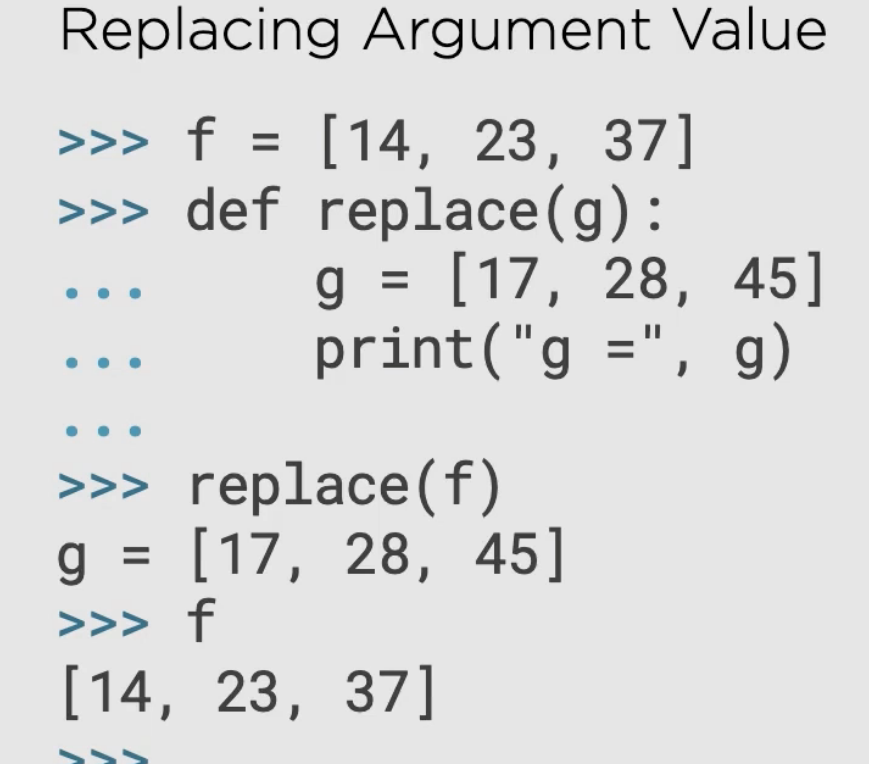 Replacing Argument Value
>>> f = [14, 23, 37]
>>> def replace(g):
...     g = [17, 28, 45]
...     print("g =", g)
...
>>> replace(f)
g = [17, 28, 45]
>>> f
[14, 23, 37]
>>>